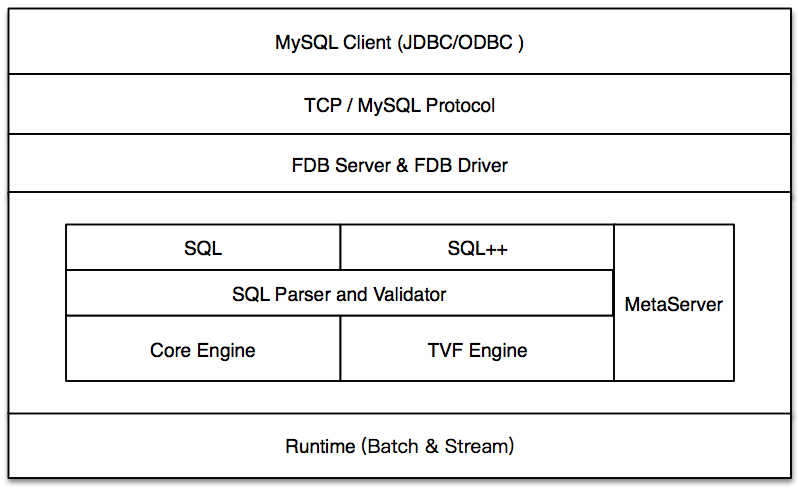 MySQL Client (JDBC/ODBC )
TCP / MySQL Protocol
FDB Server & FDB Driver
SQL
SQL++
SQL Parser and Validator
MetaServer
Core Engine
TVF Engine
Runtime (Batch & Stream)